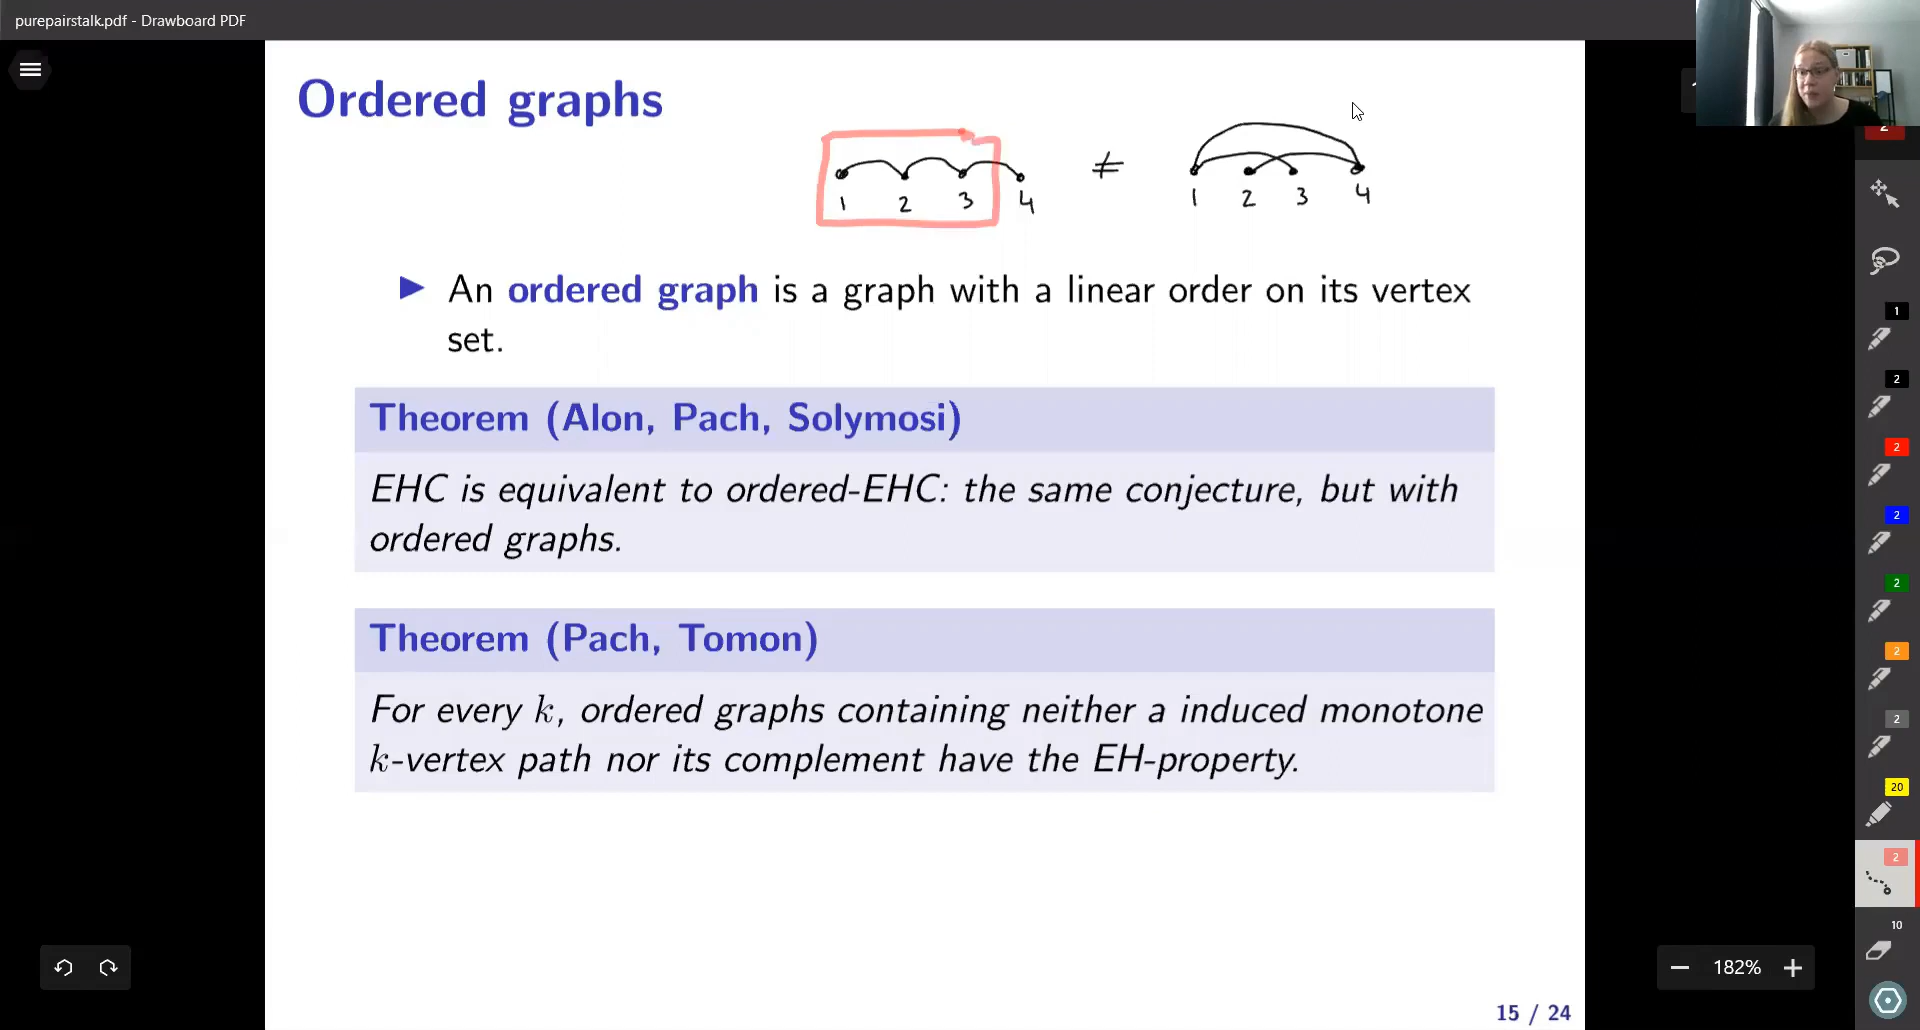 purepairstalk.pdf - Drawboard PDF
Ordered graphs
1 2 3 4 ≠ 1 2 3 4
An ordered graph is a graph with a linear order on its vertex
set.
Theorem (Alon, Pach, Solymosi)
EHC is equivalent to ordered-EHC: the same conjecture, but with
ordered graphs.
Theorem (Pach, Tomon)
For every k, ordered graphs containing neither a induced monotone
k-vertex path nor its complement have the EH-property.
15 / 24
182%
2
1
2
2
2
2
2
2
20
2
10